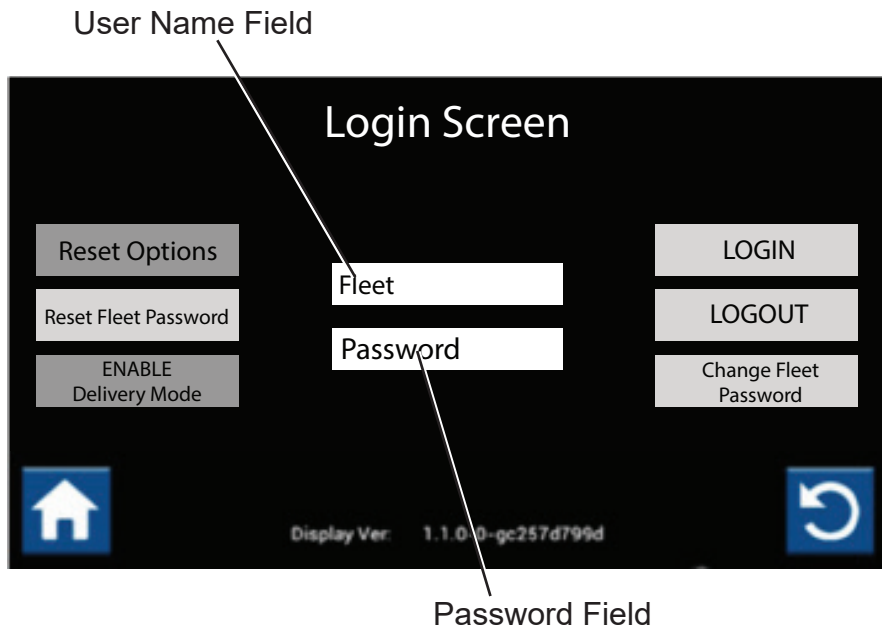 User Name Field
Login Screen
Reset Options
Fleet
LOGIN
Reset Fleet Password
Password
LOGOUT
ENABLE
Delivery Mode
Change Fleet
Password
Display Ver: 1.1.0-0-gc257d799d
Password Field